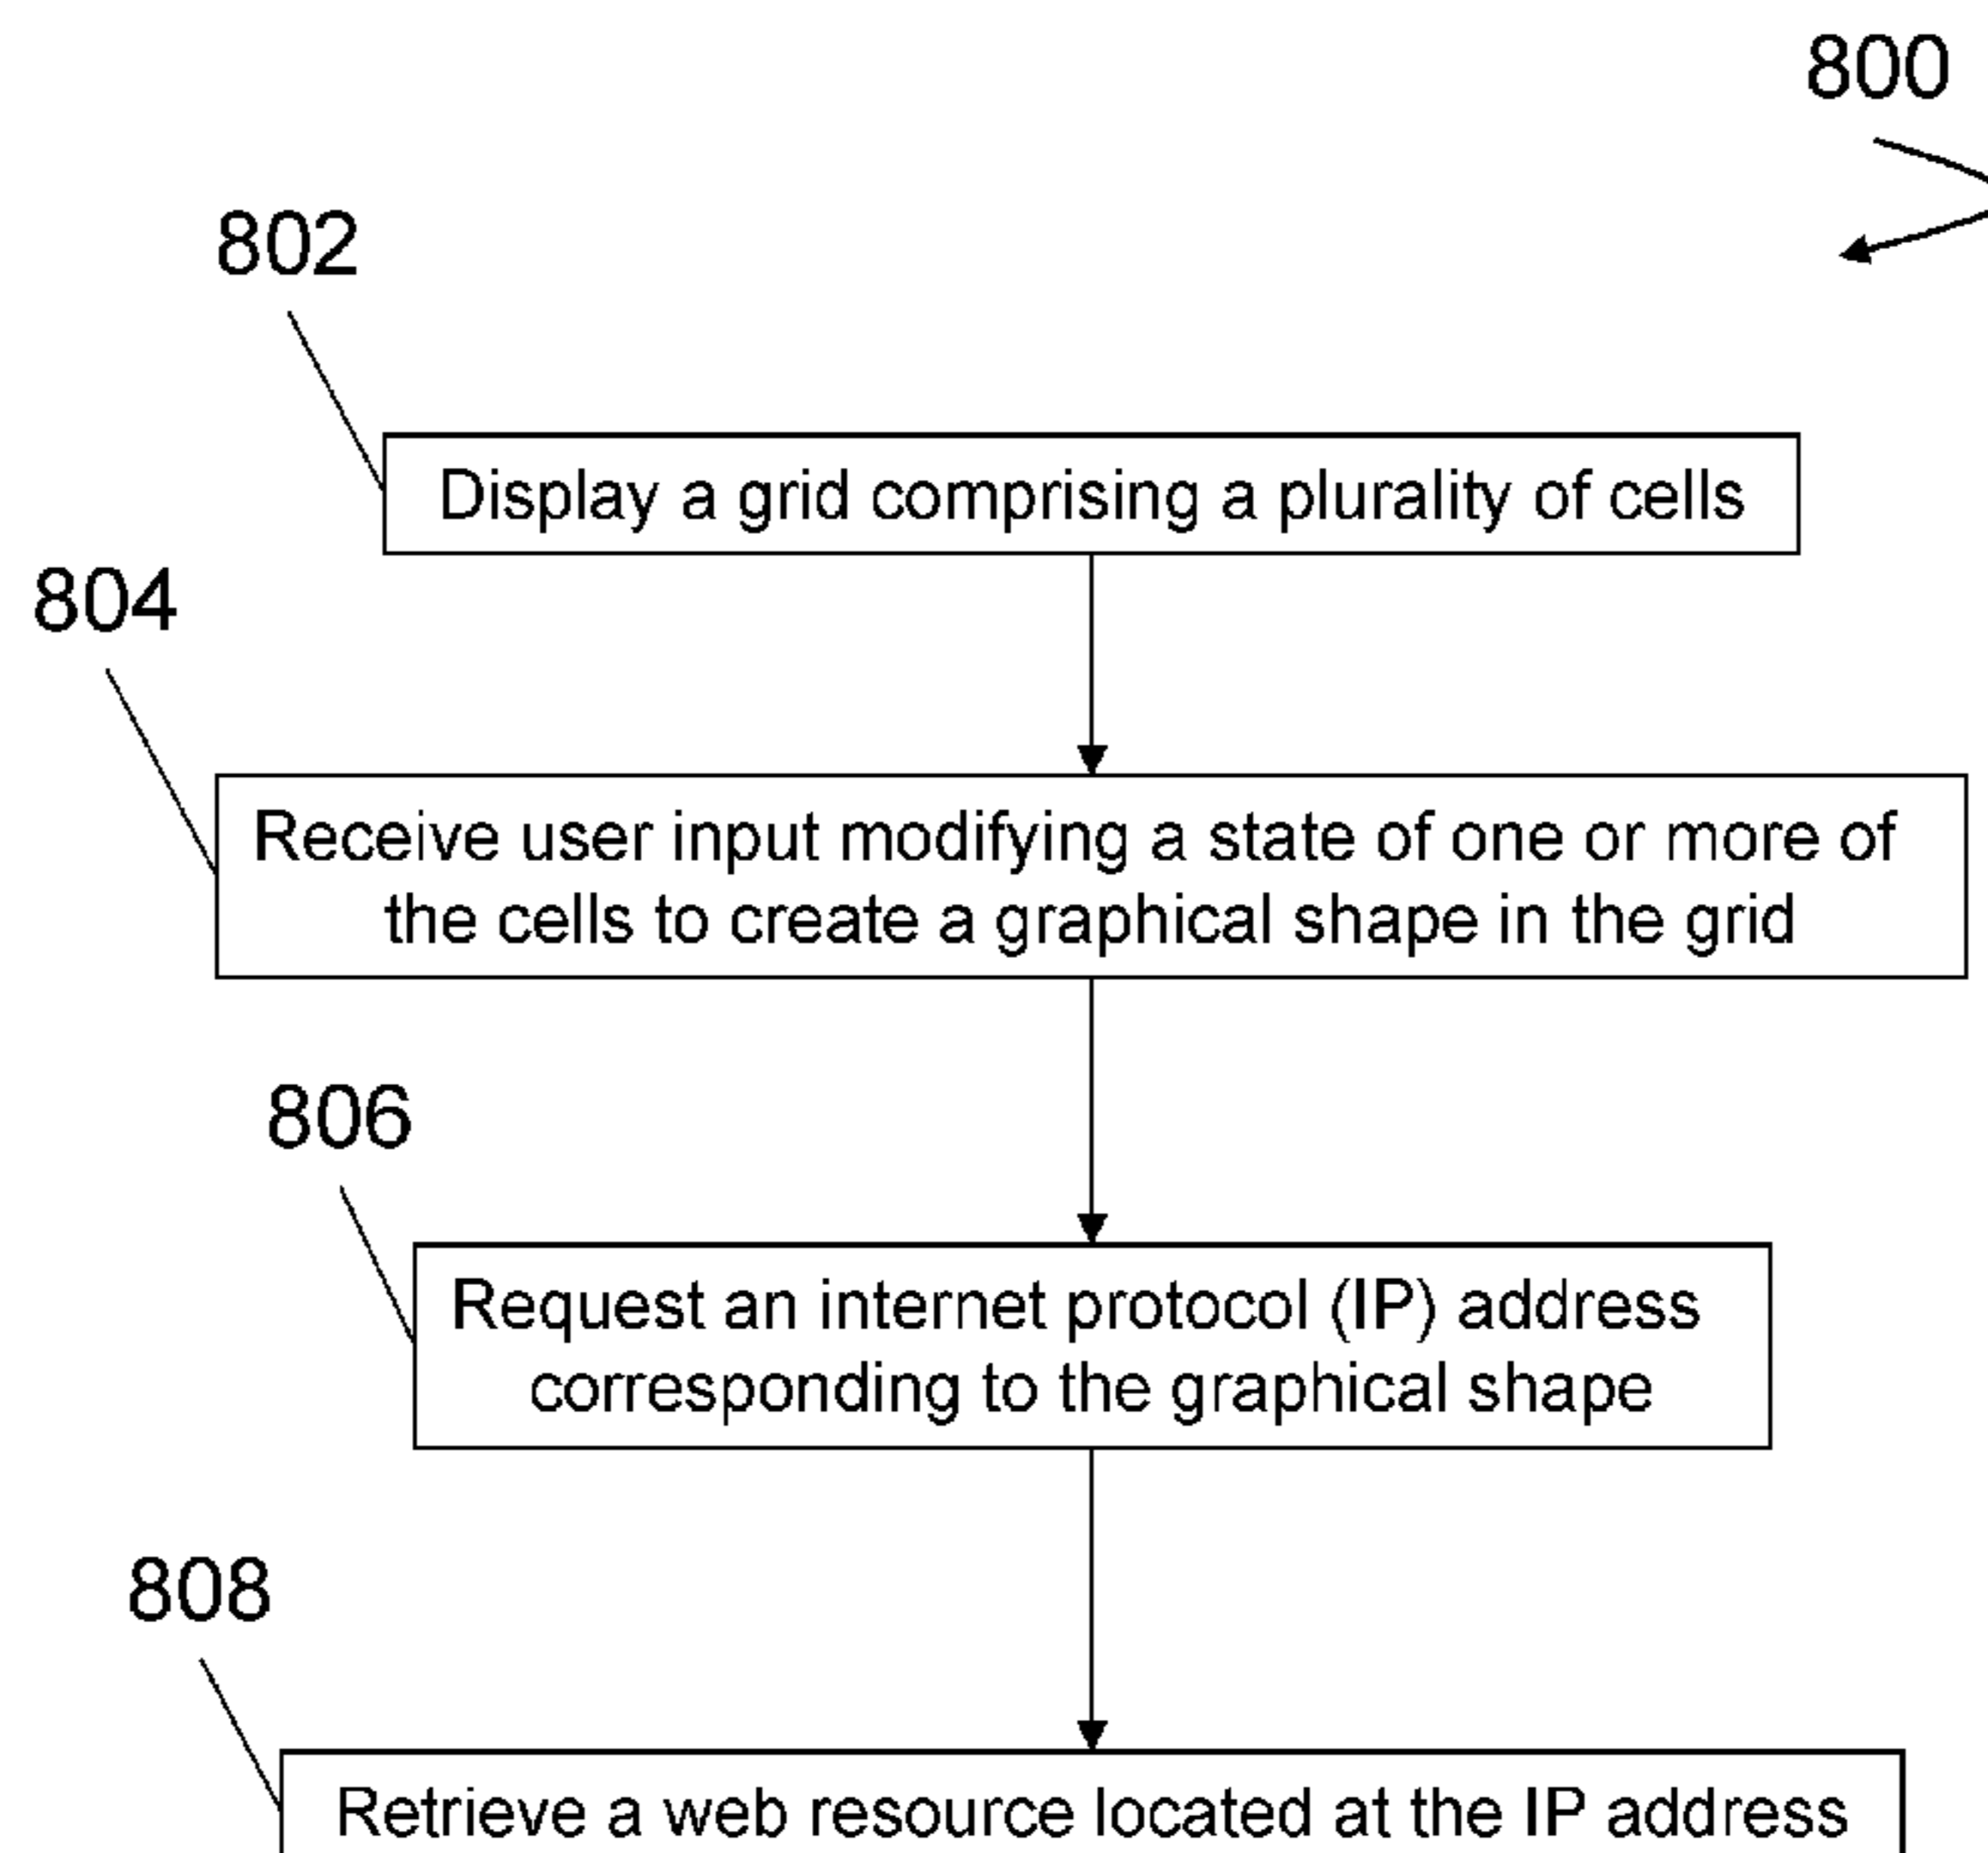 800
802
Display a grid comprising a plurality of cells
804
Receive user input modifying a state of one or more of
the cells to create a graphical shape in the grid
806
Request an internet protocol (IP) address
corresponding to the graphical shape
808
Retrieve a web resource located at the IP address